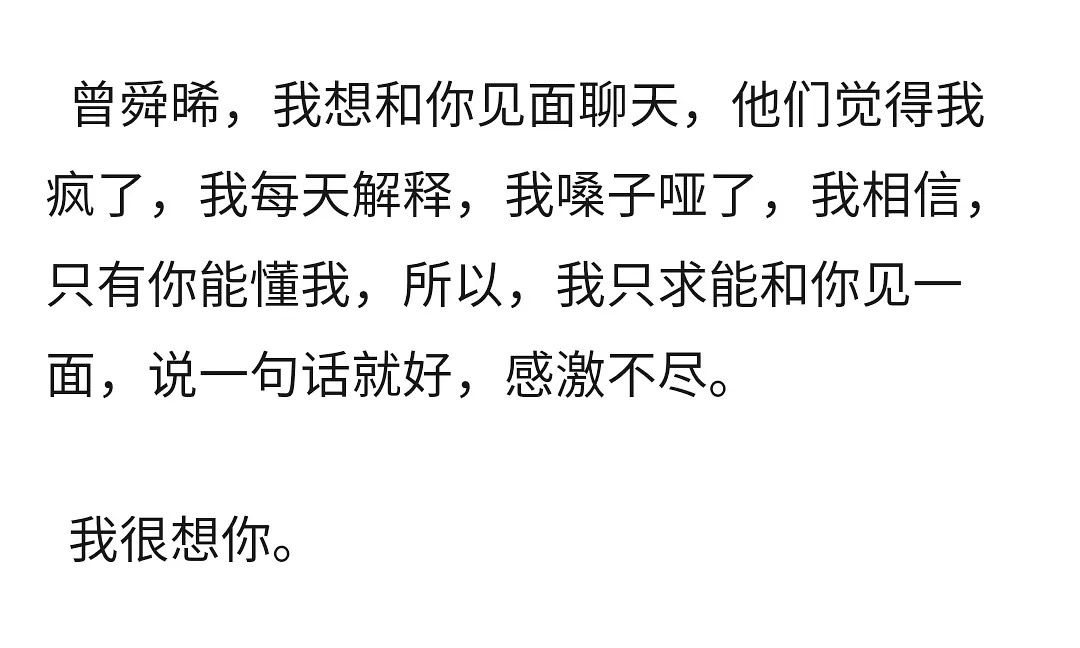 曾舜晞，我想和你见面聊天，他们觉得我
疯了，我每天解释，我嗓子哑了，我相信，
只有你能懂我，所以，我只求能和你见一
面，说一句话就好，感激不尽。
我很想你。